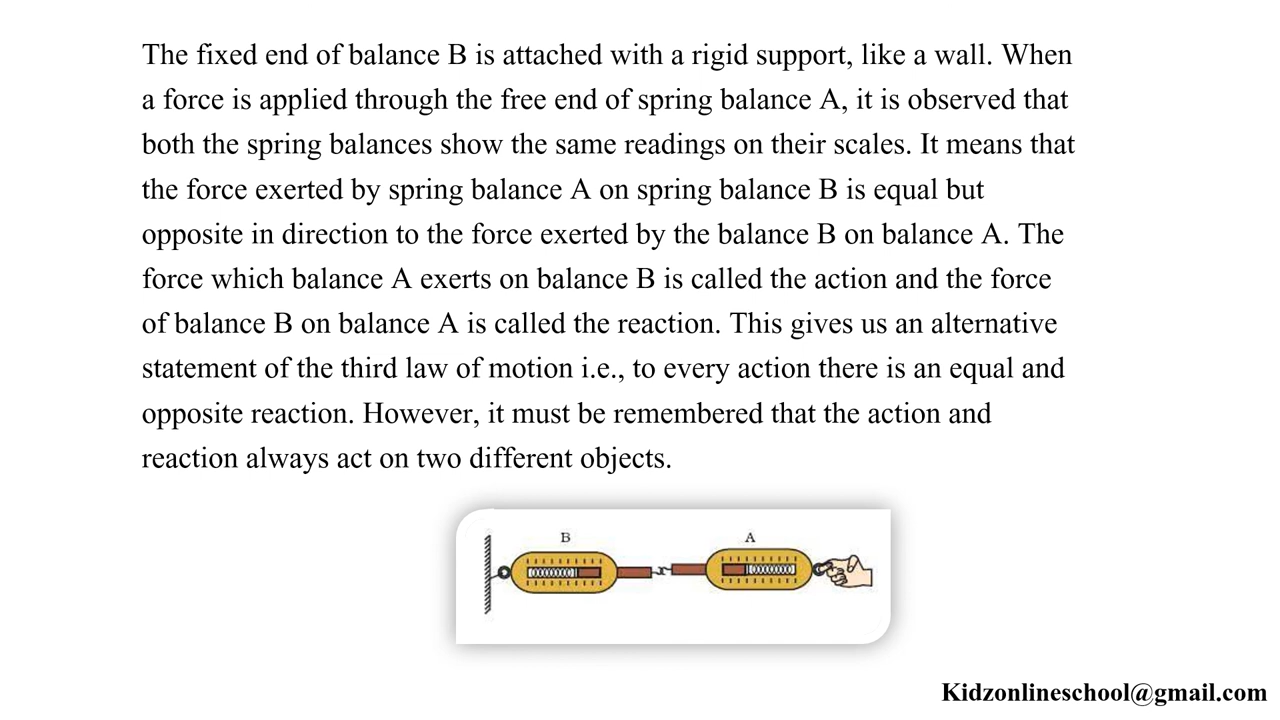 The fixed end of balance B is attached with a rigid support, like a wall. When
a force is applied through the free end of spring balance A, it is observed that
both the spring balances show the same readings on their scales. It means that
the force exerted by spring balance A on spring balance B is equal but
opposite in direction to the force exerted by the balance B on balance A. The
force which balance A exerts on balance B is called the action and the force
of balance B on balance A is called the reaction. This gives us an alternative
statement of the third law of motion i.e., to every action there is an equal and
opposite reaction. However, it must be remembered that the action and
reaction always act on two different objects.
B A
Kidzonlineschool@gmail.com